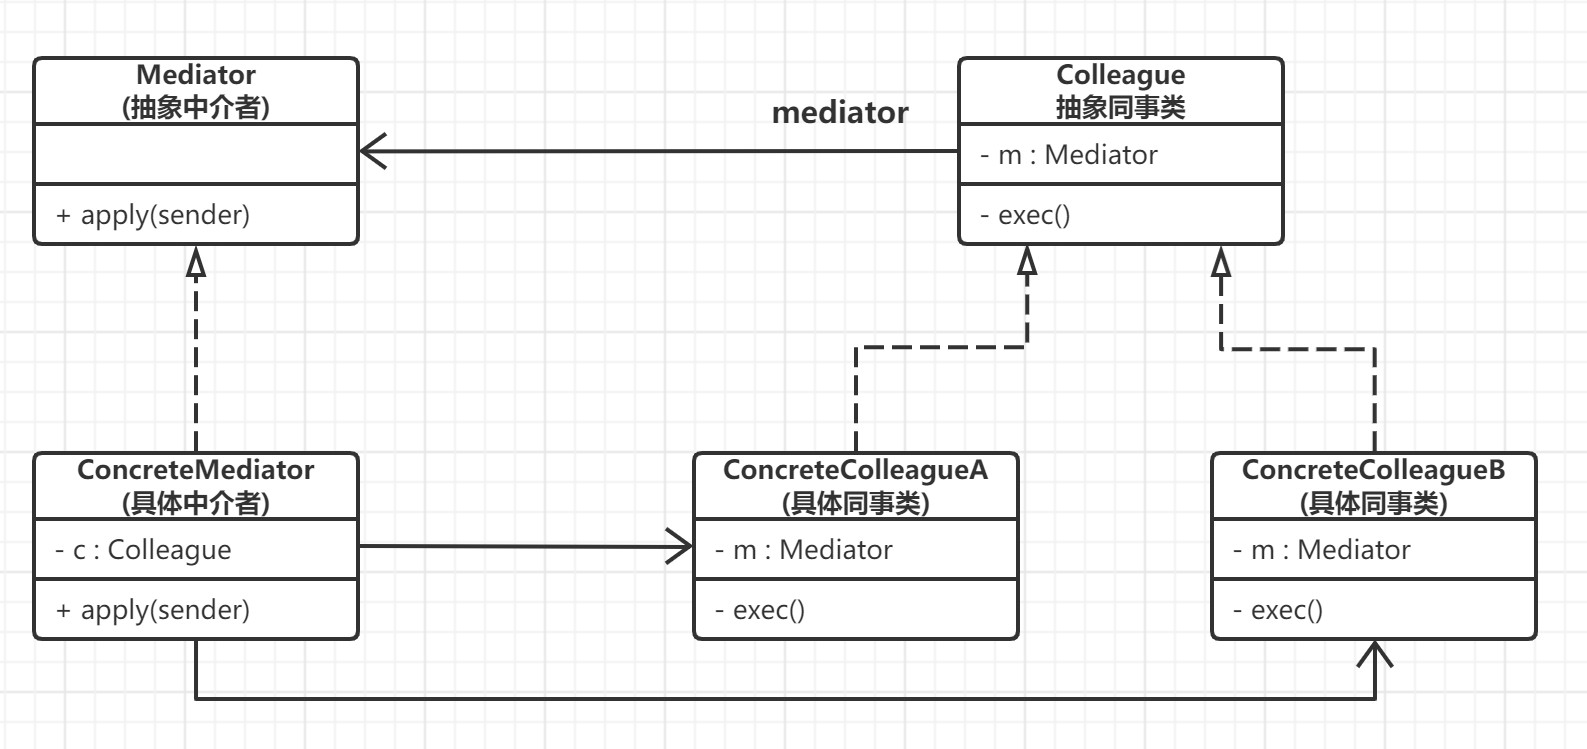 Mediator
(抽象中介者)
+ apply(sender)
mediator
Colleague
抽象同事类
- m : Mediator
- exec()
ConcreteMediator
(具体中介者)
- c : Colleague
+ apply(sender)
ConcreteColleagueA
(具体同事类)
- m : Mediator
- exec()
ConcreteColleagueB
(具体同事类)
- m : Mediator
- exec()